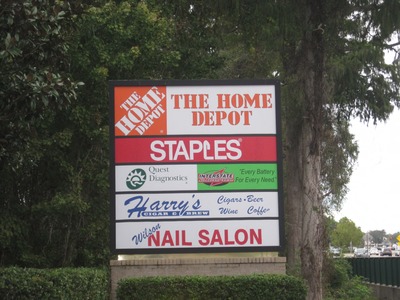 THE HOME DEPOT
THE HOME
DEPOT
STAPLES
Quest
Diagnostics
INTERSTATE
"Every Battery
For Every Need"
Harry's
CIGAR & BREW
Cigars-Beer
Wine Coffe
Wilson
NAIL SALON